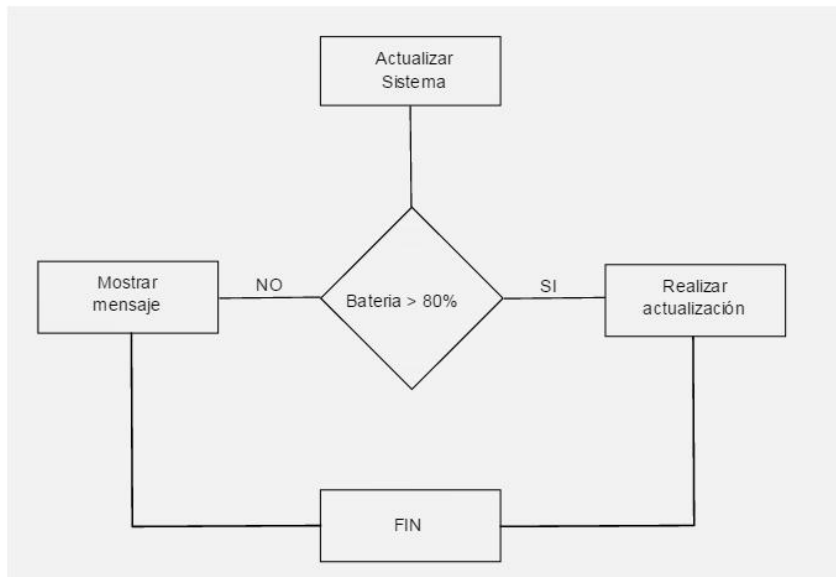 Actualizar
Sistema
Mostrar
mensaje
NO
Bateria > 80%
SI
Realizar
actualización
FIN